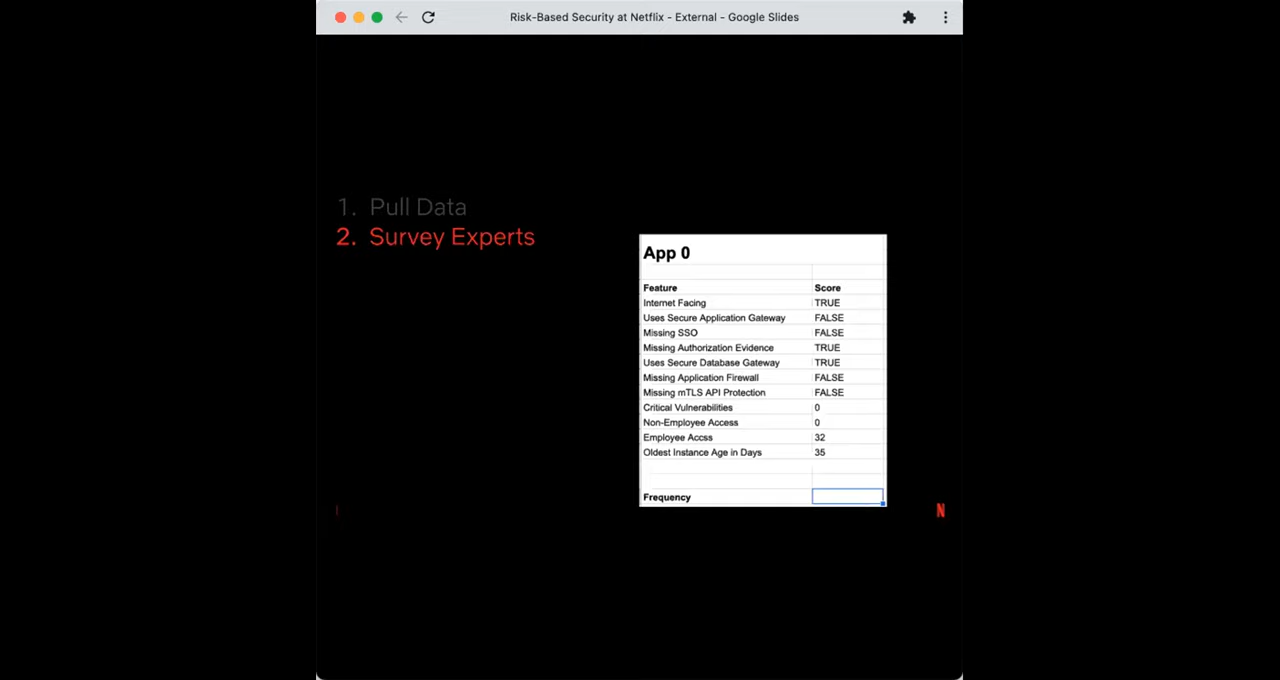 Risk-Based Security at Netflix - External - Google Slides
1. Pull Data
2. Survey Experts
App 0
Feature Score
Internet Facing TRUE
Uses Secure Application Gateway FALSE
Missing SSO FALSE
Missing Authorization Evidence TRUE
Uses Secure Database Gateway TRUE
Missing Application Firewall FALSE
Missing mTLS API Protection FALSE
Critical Vulnerabilities 0
Non-Employee Access 0
Employee Accss 32
Oldest Instance Age in Days 35
Frequency
N